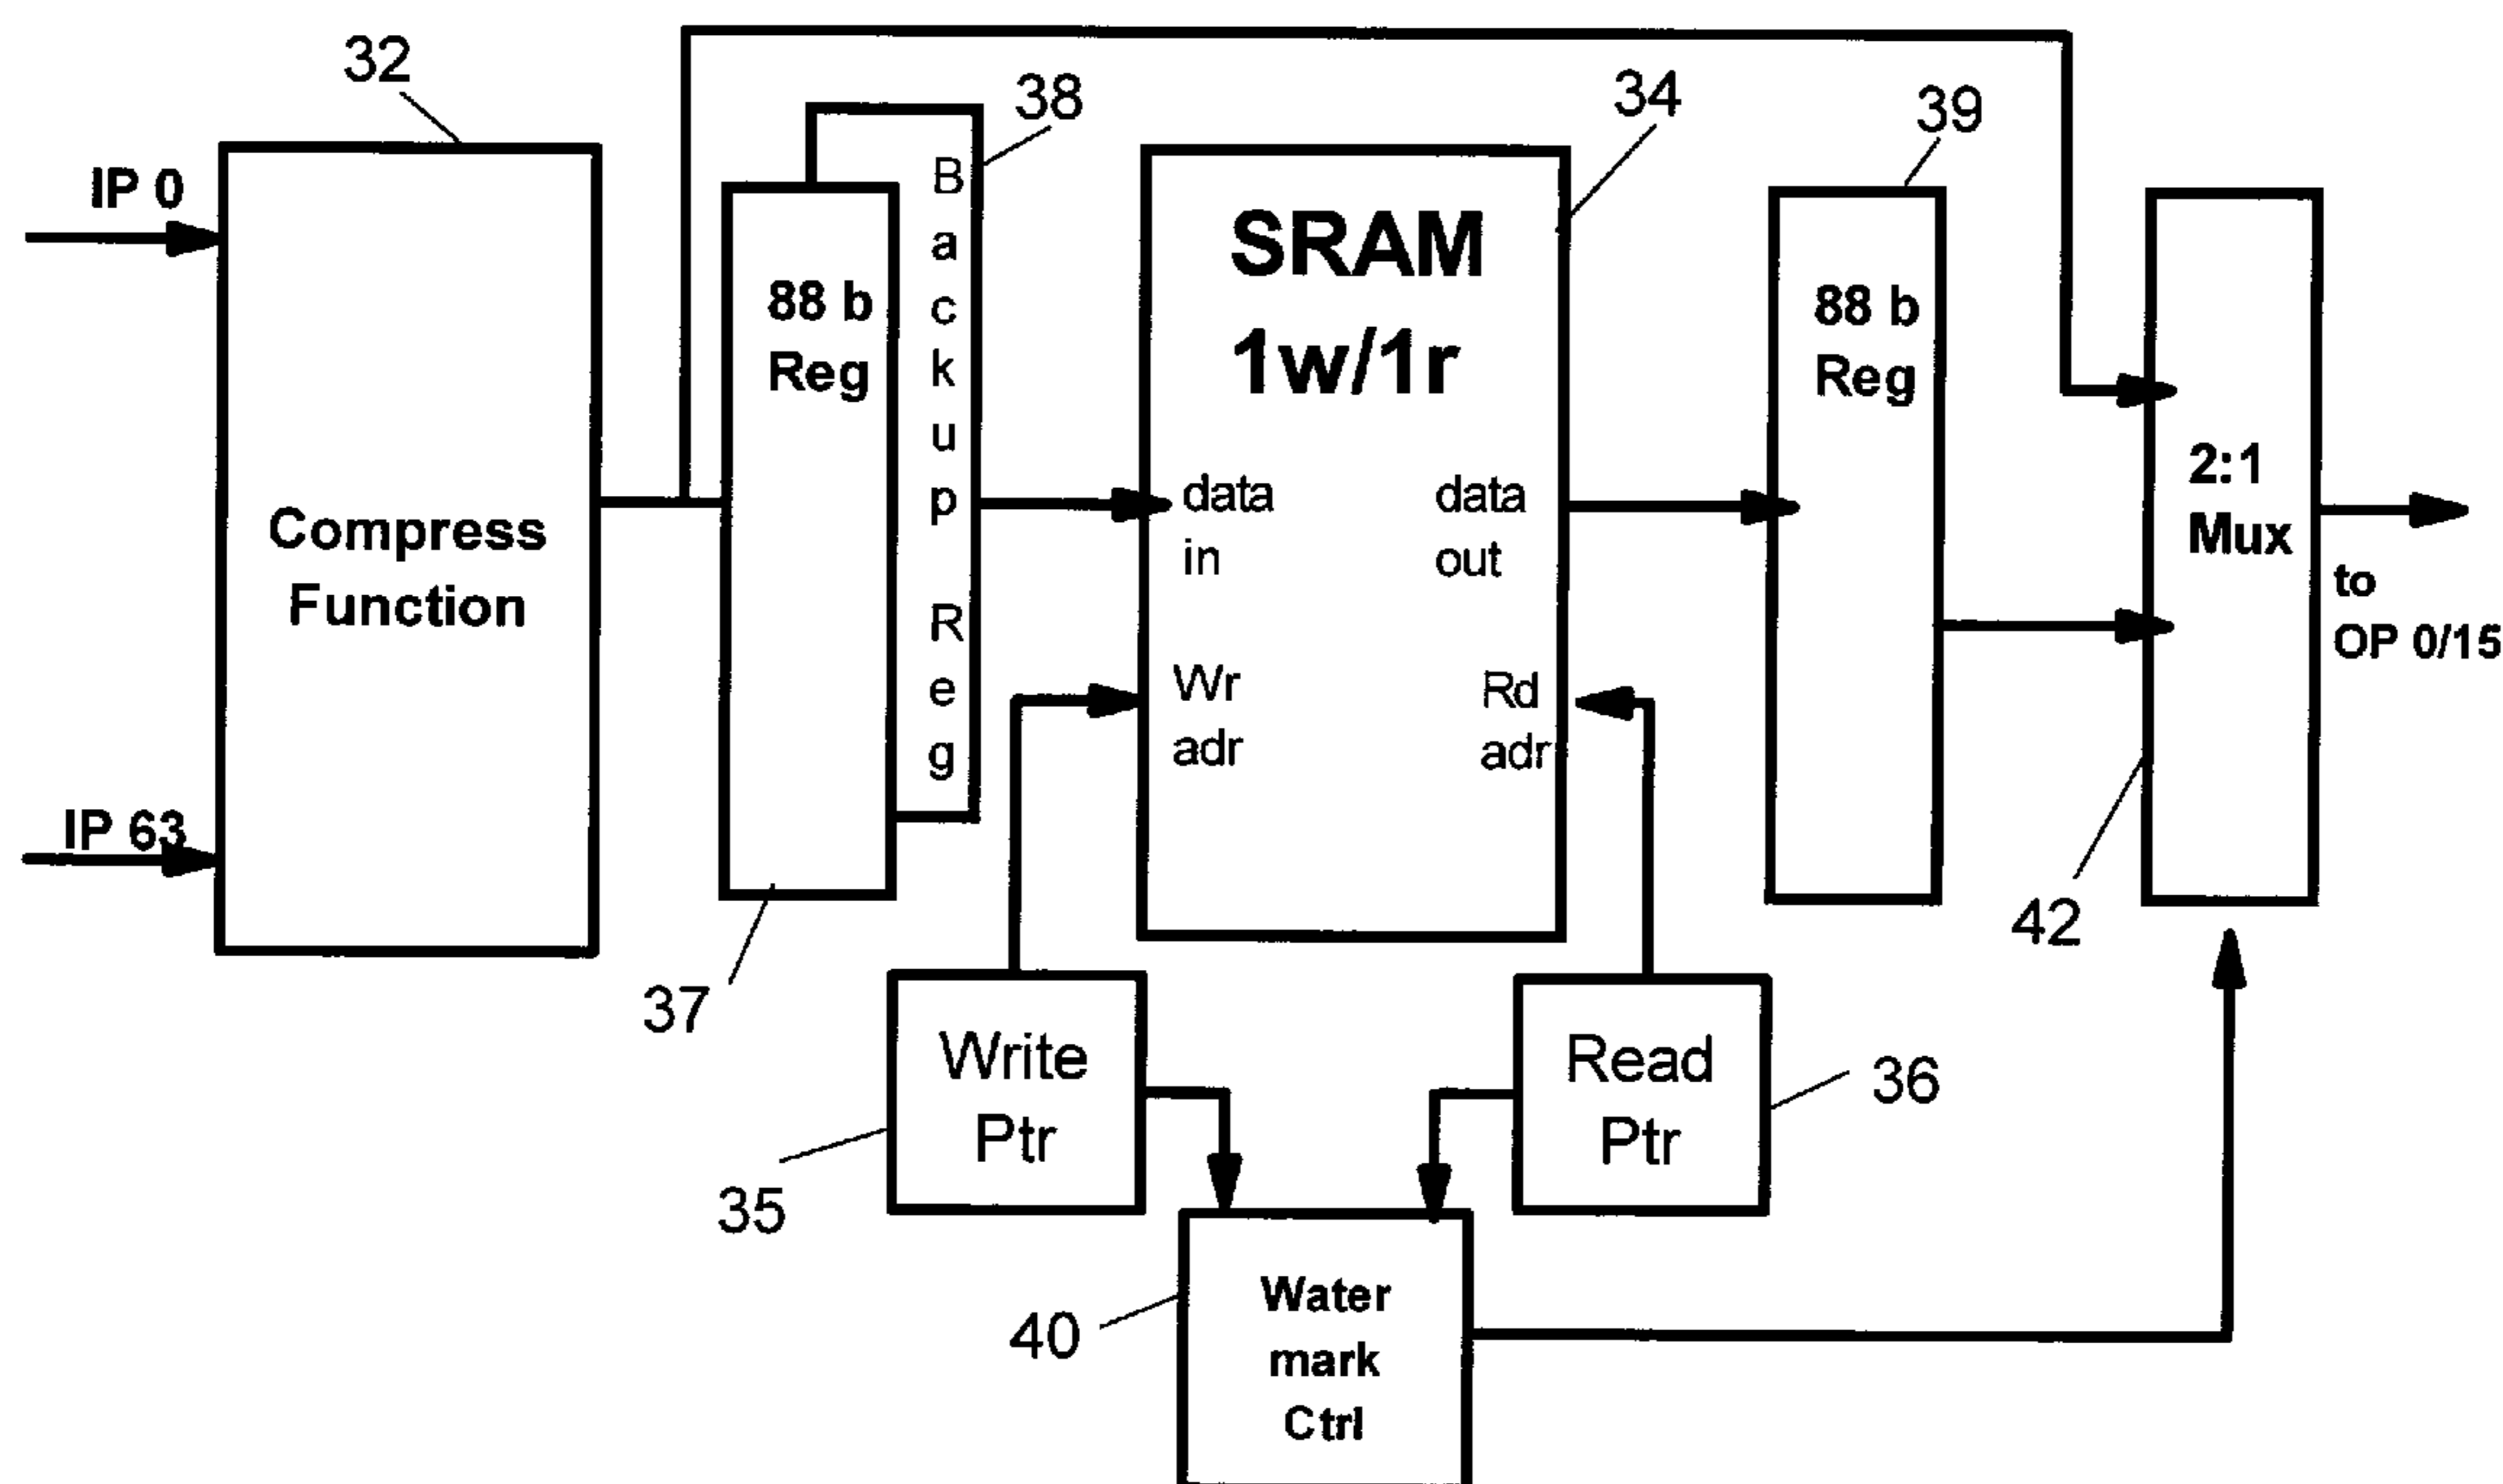 32
38
34
39
IP 0
IP 63
Compress
Function
88 b
Reg
Backup Reg
SRAM
1w/1r
data
in
data
out
Wr
adr
Rd
adr
88 b
Reg
2:1
Mux
to
OP 0/15
42
37
Write
Ptr
35
Read
Ptr
36
Water
mark
Ctrl
40